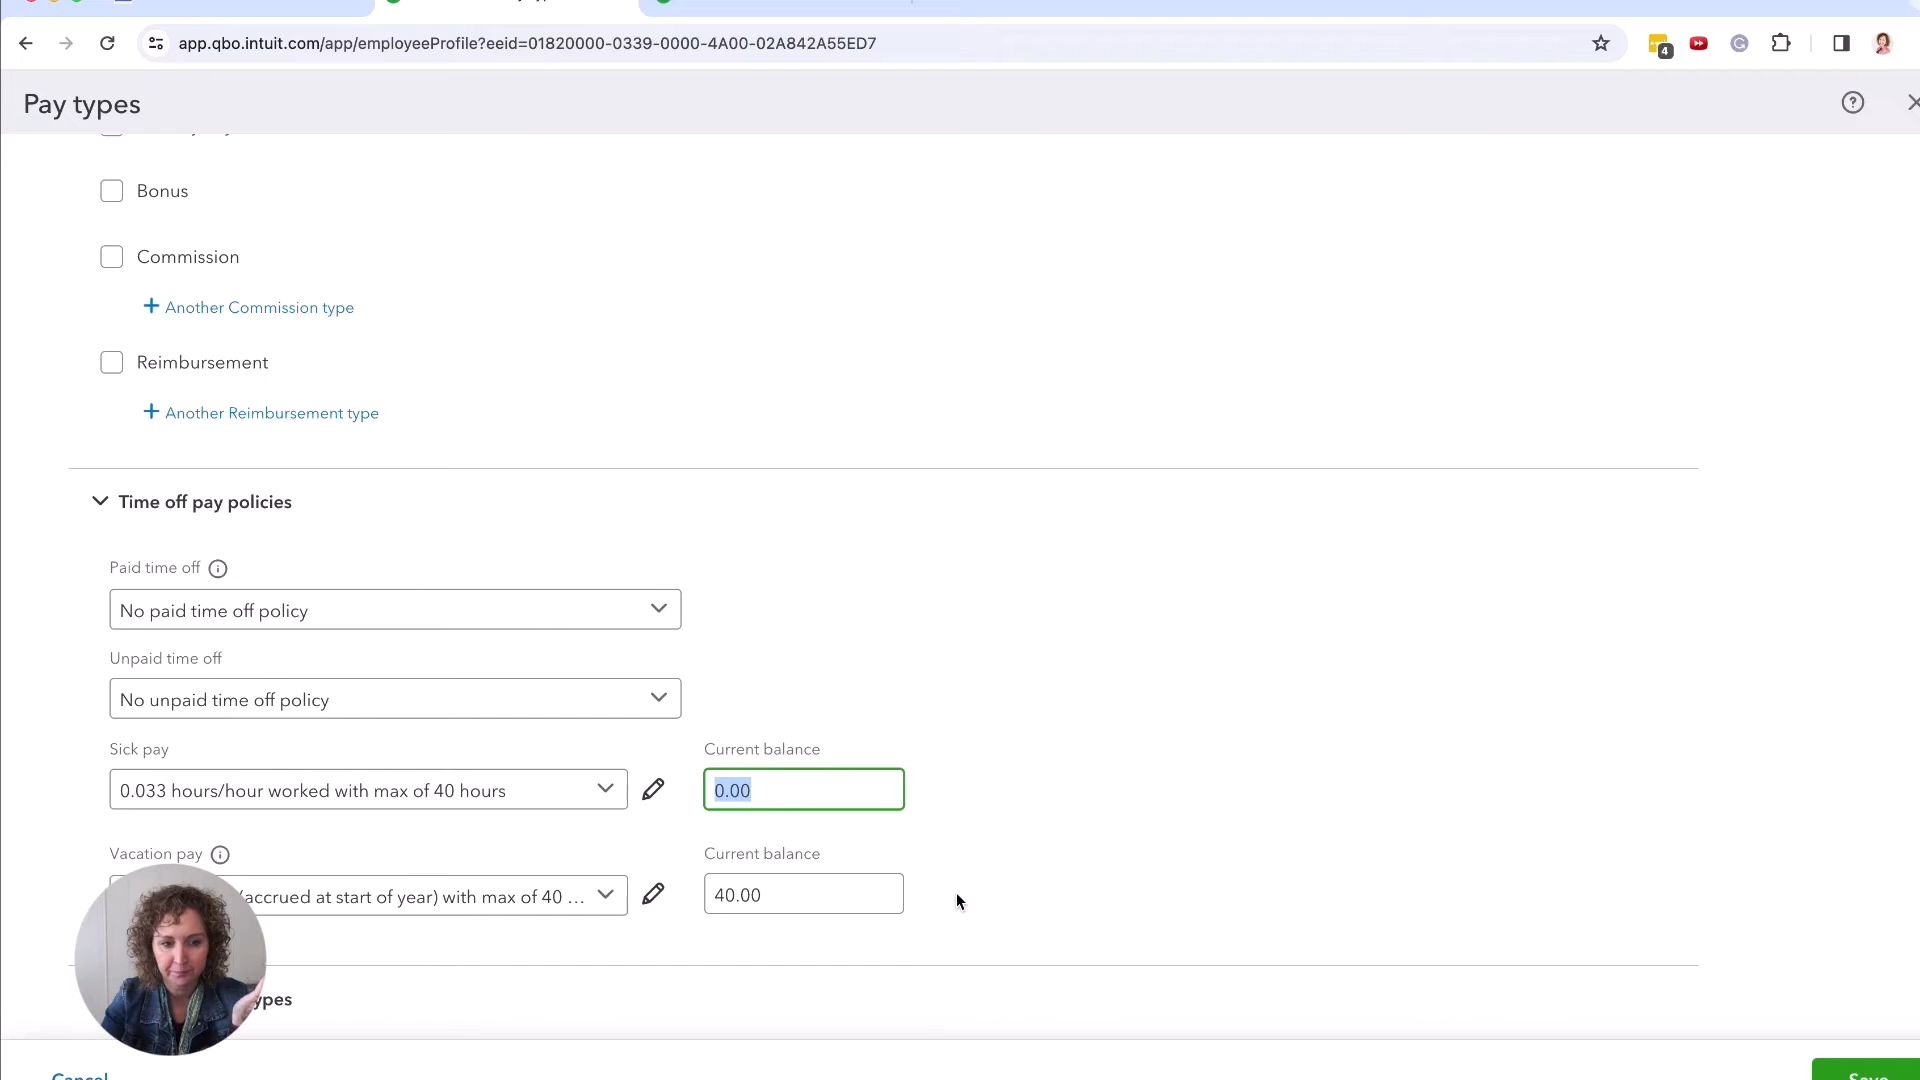 app.qbo.intuit.com/app/employeeProfile?eeid=01820000-0339-0000-4A00-02A842A55ED7
4
Pay types
Bonus
Commission
+ Another Commission type
Reimbursement
+ Another Reimbursement type
Time off pay policies
Paid time off
No paid time off policy
Unpaid time off
No unpaid time off policy
Sick pay
Current balance
0.033 hours/hour worked with max of 40 hours
0.00
Vacation pay
Current balance
/accrued at start of year) with max of 40 ...
40.00
ypes
Cancel
Save